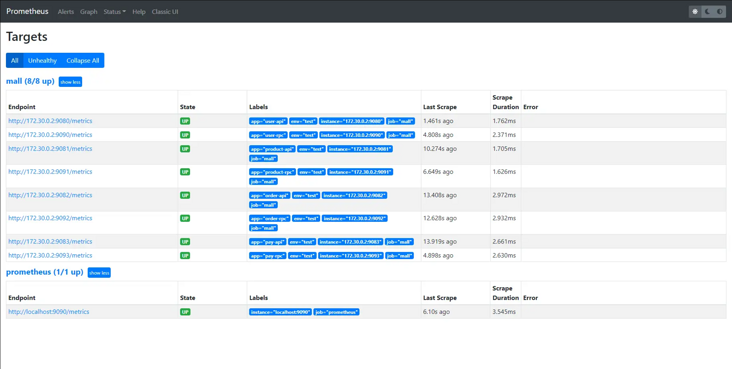 Prometheus Alerts Graph Status Help Classic UI
Targets
All Unhealthy Collapse All
mall (8/8 up) show less
Endpoint State Labels Last Scrape Scrape Duration Error
http://172.30.0.2:9080/metrics UP app="user-api" env="test" instance="172.30.0.2:9080" job="mall" 1.461s ago 1.762ms
http://172.30.0.2:9090/metrics UP app="user-rpc" env="test" instance="172.30.0.2:9090" job="mall" 4.808s ago 2.371ms
http://172.30.0.2:9081/metrics UP app="product-api" env="test" instance="172.30.0.2:9081" 10.274s ago 1.705ms
job="mall"
http://172.30.0.2:9091/metrics UP app="product-rpc" env="test" instance="172.30.0.2:9091" 6.649s ago 1.626ms
job="mall"
http://172.30.0.2:9082/metrics UP app="order-api" env="test" instance="172.30.0.2:9082" 13.408s ago 2.972ms
job="mall"
http://172.30.0.2:9092/metrics UP app="order-rpc" env="test" instance="172.30.0.2:9092" 12.628s ago 2.932ms
job="mall"
http://172.30.0.2:9083/metrics UP app="pay-api" env="test" instance="172.30.0.2:9083" job="mall" 13.919s ago 2.661ms
http://172.30.0.2:9093/metrics UP app="pay-rpc" env="test" instance="172.30.0.2:9093" job="mall" 4.898s ago 2.630ms
prometheus (1/1 up) show less
Endpoint State Labels Last Scrape Scrape Duration Error
http://localhost:9090/metrics UP instance="localhost:9090" job="prometheus" 6.10s ago 3.545ms